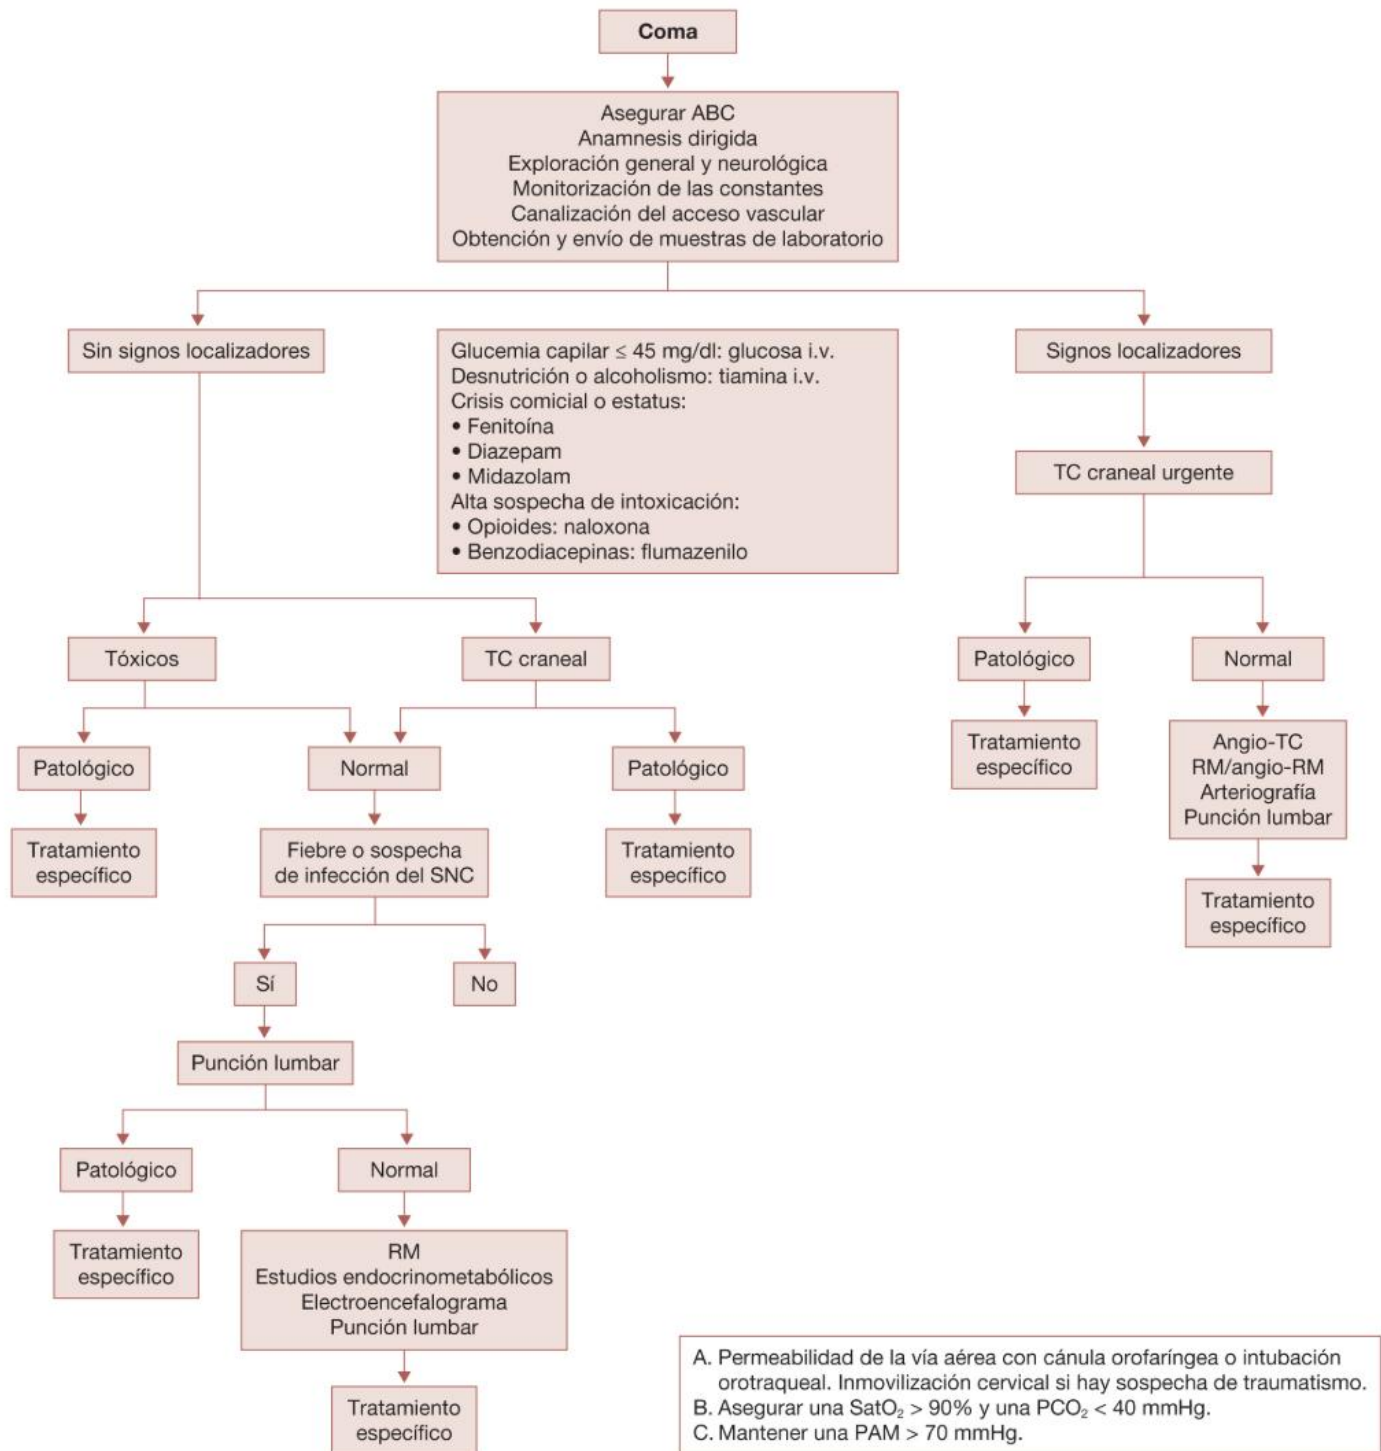 Coma
Asegurar ABC
Anamnesis dirigida
Exploración general y neurológica
Monitorización de las constantes
Canalización del acceso vascular
Obtención y envío de muestras de laboratorio
Sin signos localizadores
Glucemia capilar ≤ 45 mg/dl: glucosa i.v.
Desnutrición o alcoholismo: tiamina i.v.
Crisis comicial o estatus:
• Fenitoína
• Diazepam
• Midazolam
Alta sospecha de intoxicación:
• Opioides: naloxona
• Benzodiacepinas: flumazenilo
Signos localizadores
TC craneal urgente
Tóxicos
TC craneal
Patológico
Normal
Patológico
Normal
Patológico
Tratamiento
específico
Angio-TC
RM/angio-RM
Arteriografía
Punción lumbar
Tratamiento
específico
Fiebre o sospecha
de infección del SNC
Tratamiento
específico
Tratamiento
específico
Sí
No
Punción lumbar
Patológico
Normal
Tratamiento
específico
RM
Estudios endocrinometabólicos
Electroencefalograma
Punción lumbar
Tratamiento
específico
A. Permeabilidad de la vía aérea con cánula orofaríngea o intubación
orotraqueal. Inmovilización cervical si hay sospecha de traumatismo.
B. Asegurar una SatO₂ > 90% y una PCO₂ < 40 mmHg.
C. Mantener una PAM > 70 mmHg.